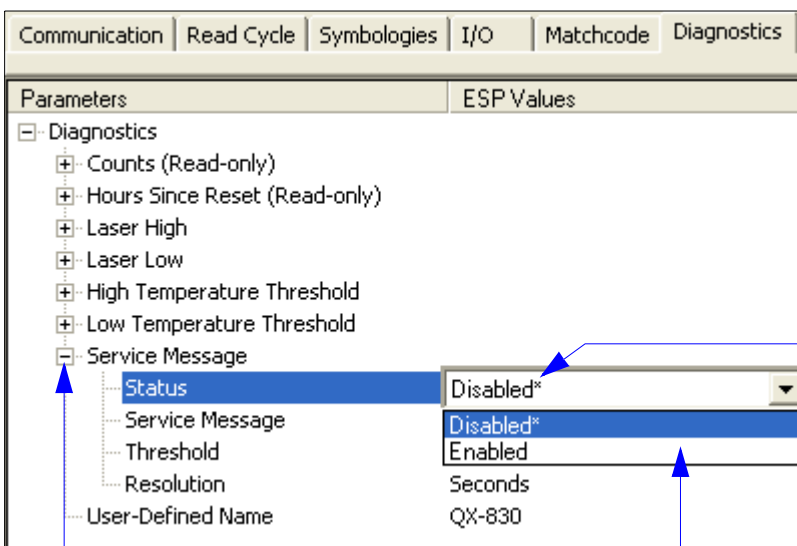 Communication Read Cycle Symbologies I/O Matchcode Diagnostics
Parameters ESP Values
Diagnostics
Counts (Read-only)
Hours Since Reset (Read-only)
Laser High
Laser Low
High Temperature Threshold
Low Temperature Threshold
Service Message
Status Disabled*
Service Message Disabled*
Threshold Enabled
Resolution Seconds
User-Defined Name QX-830